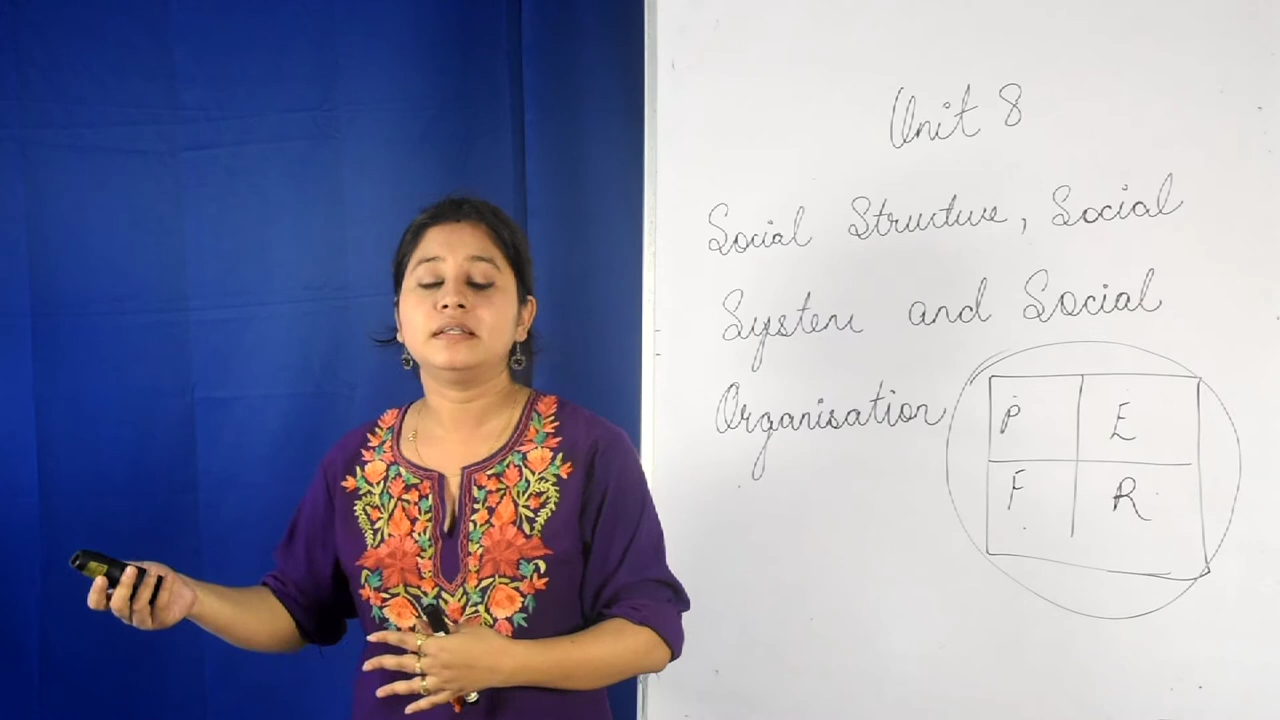 Unit 8
Social Structure, Social
System and Social
Organisation
P E
F R